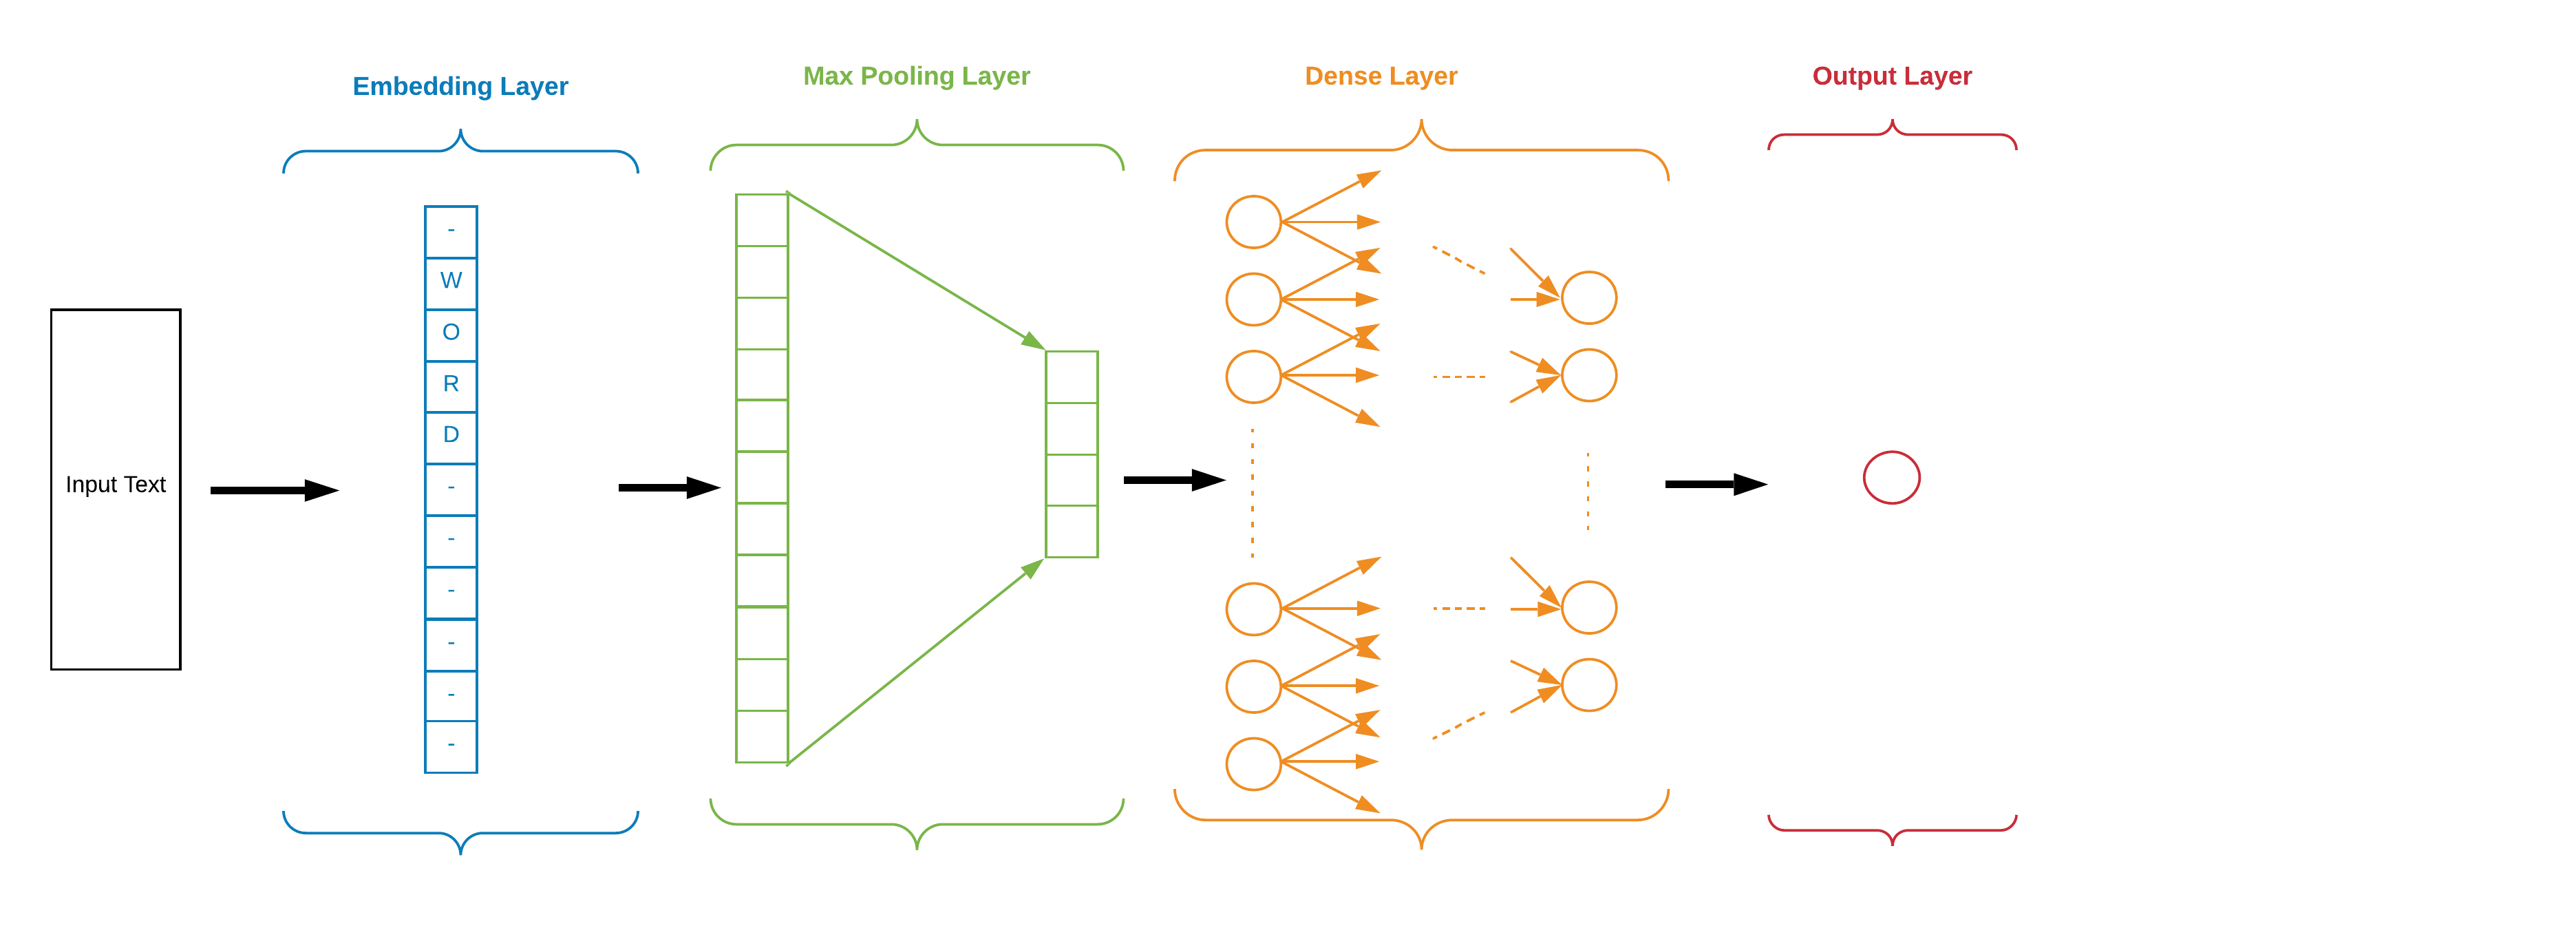 Embedding Layer
Max Pooling Layer
Dense Layer
Output Layer
Input Text
-
W
O
R
D
-
-
-
-
-
-